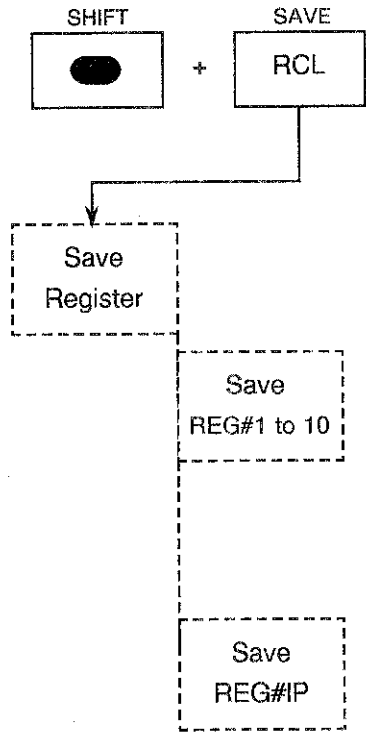 SHIFT SAVE
+ RCL
Save
Register
Save
REG#1 to 10
Save
REG#IP